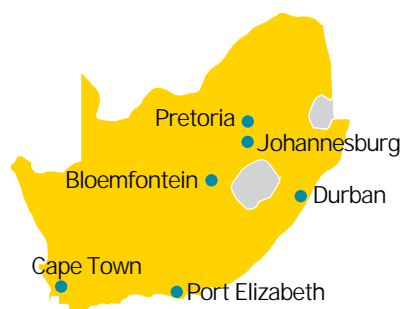 Pretoria
Johannesburg
Bloemfontein
Durban
Cape Town
Port Elizabeth